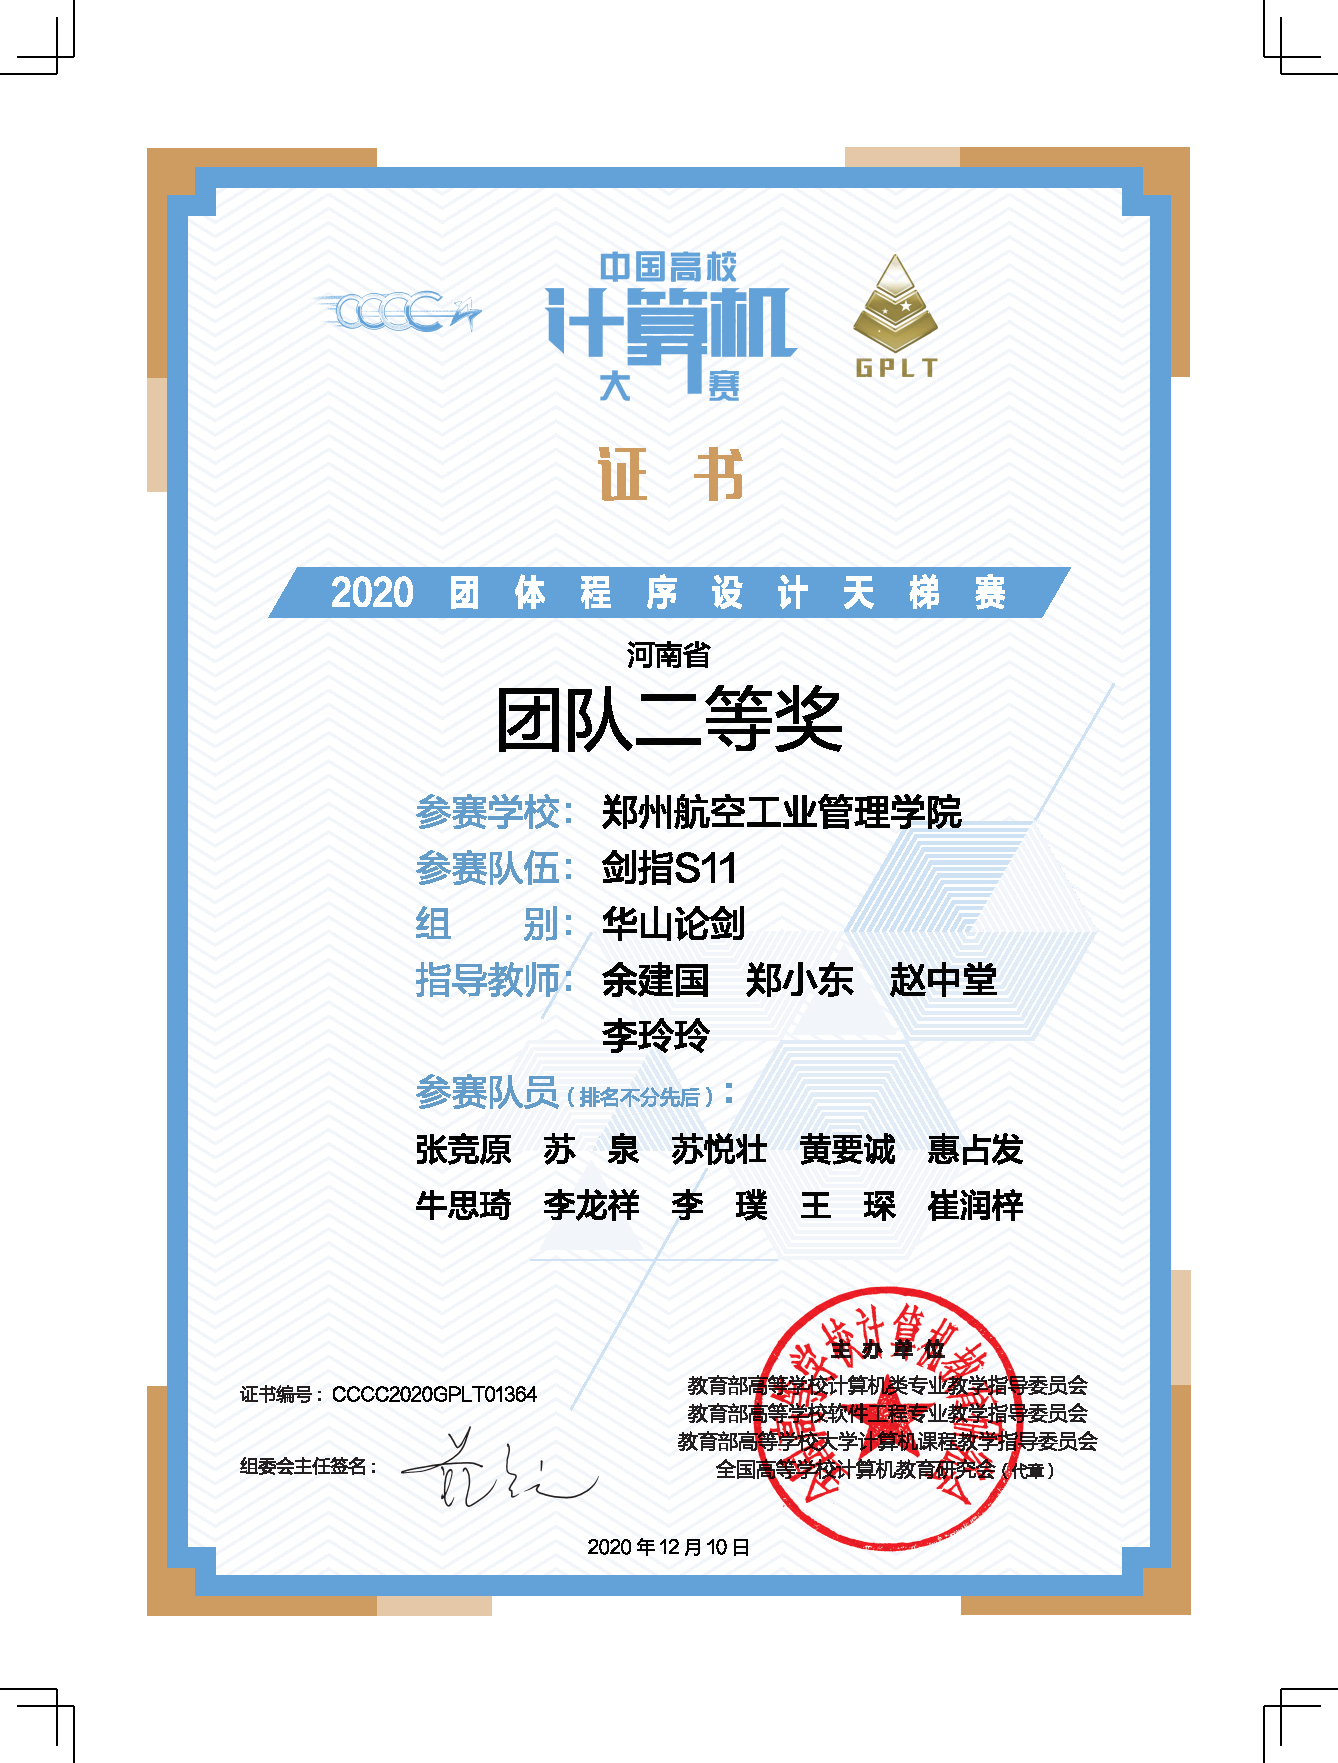 中国高校
计算机
大赛
CCCC
GPLT
证 书
2020 团 体 程 序 设 计 天 梯 赛
河南省
团队二等奖
参赛学校： 郑州航空工业管理学院
参赛队伍： 剑指S11
组 别： 华山论剑
指导教师： 余建国 郑小东 赵中堂
李玲玲
参赛队员（排名不分先后）：
张竞原 苏 泉 苏悦壮 黄要诚 惠占发
牛思琦 李龙祥 李 璞 王 琛 崔润梓
全国高等学校计算机教育研究会
主 办 单 位
教育部高等学校计算机类专业教学指导委员会
教育部高等学校软件工程专业教学指导委员会
教育部高等学校大学计算机课程教学指导委员会
全国高等学校计算机教育研究会（代章）
证书编号：CCCC2020GPLT01364
组委会主任签名：
2020 年 12 月 10 日